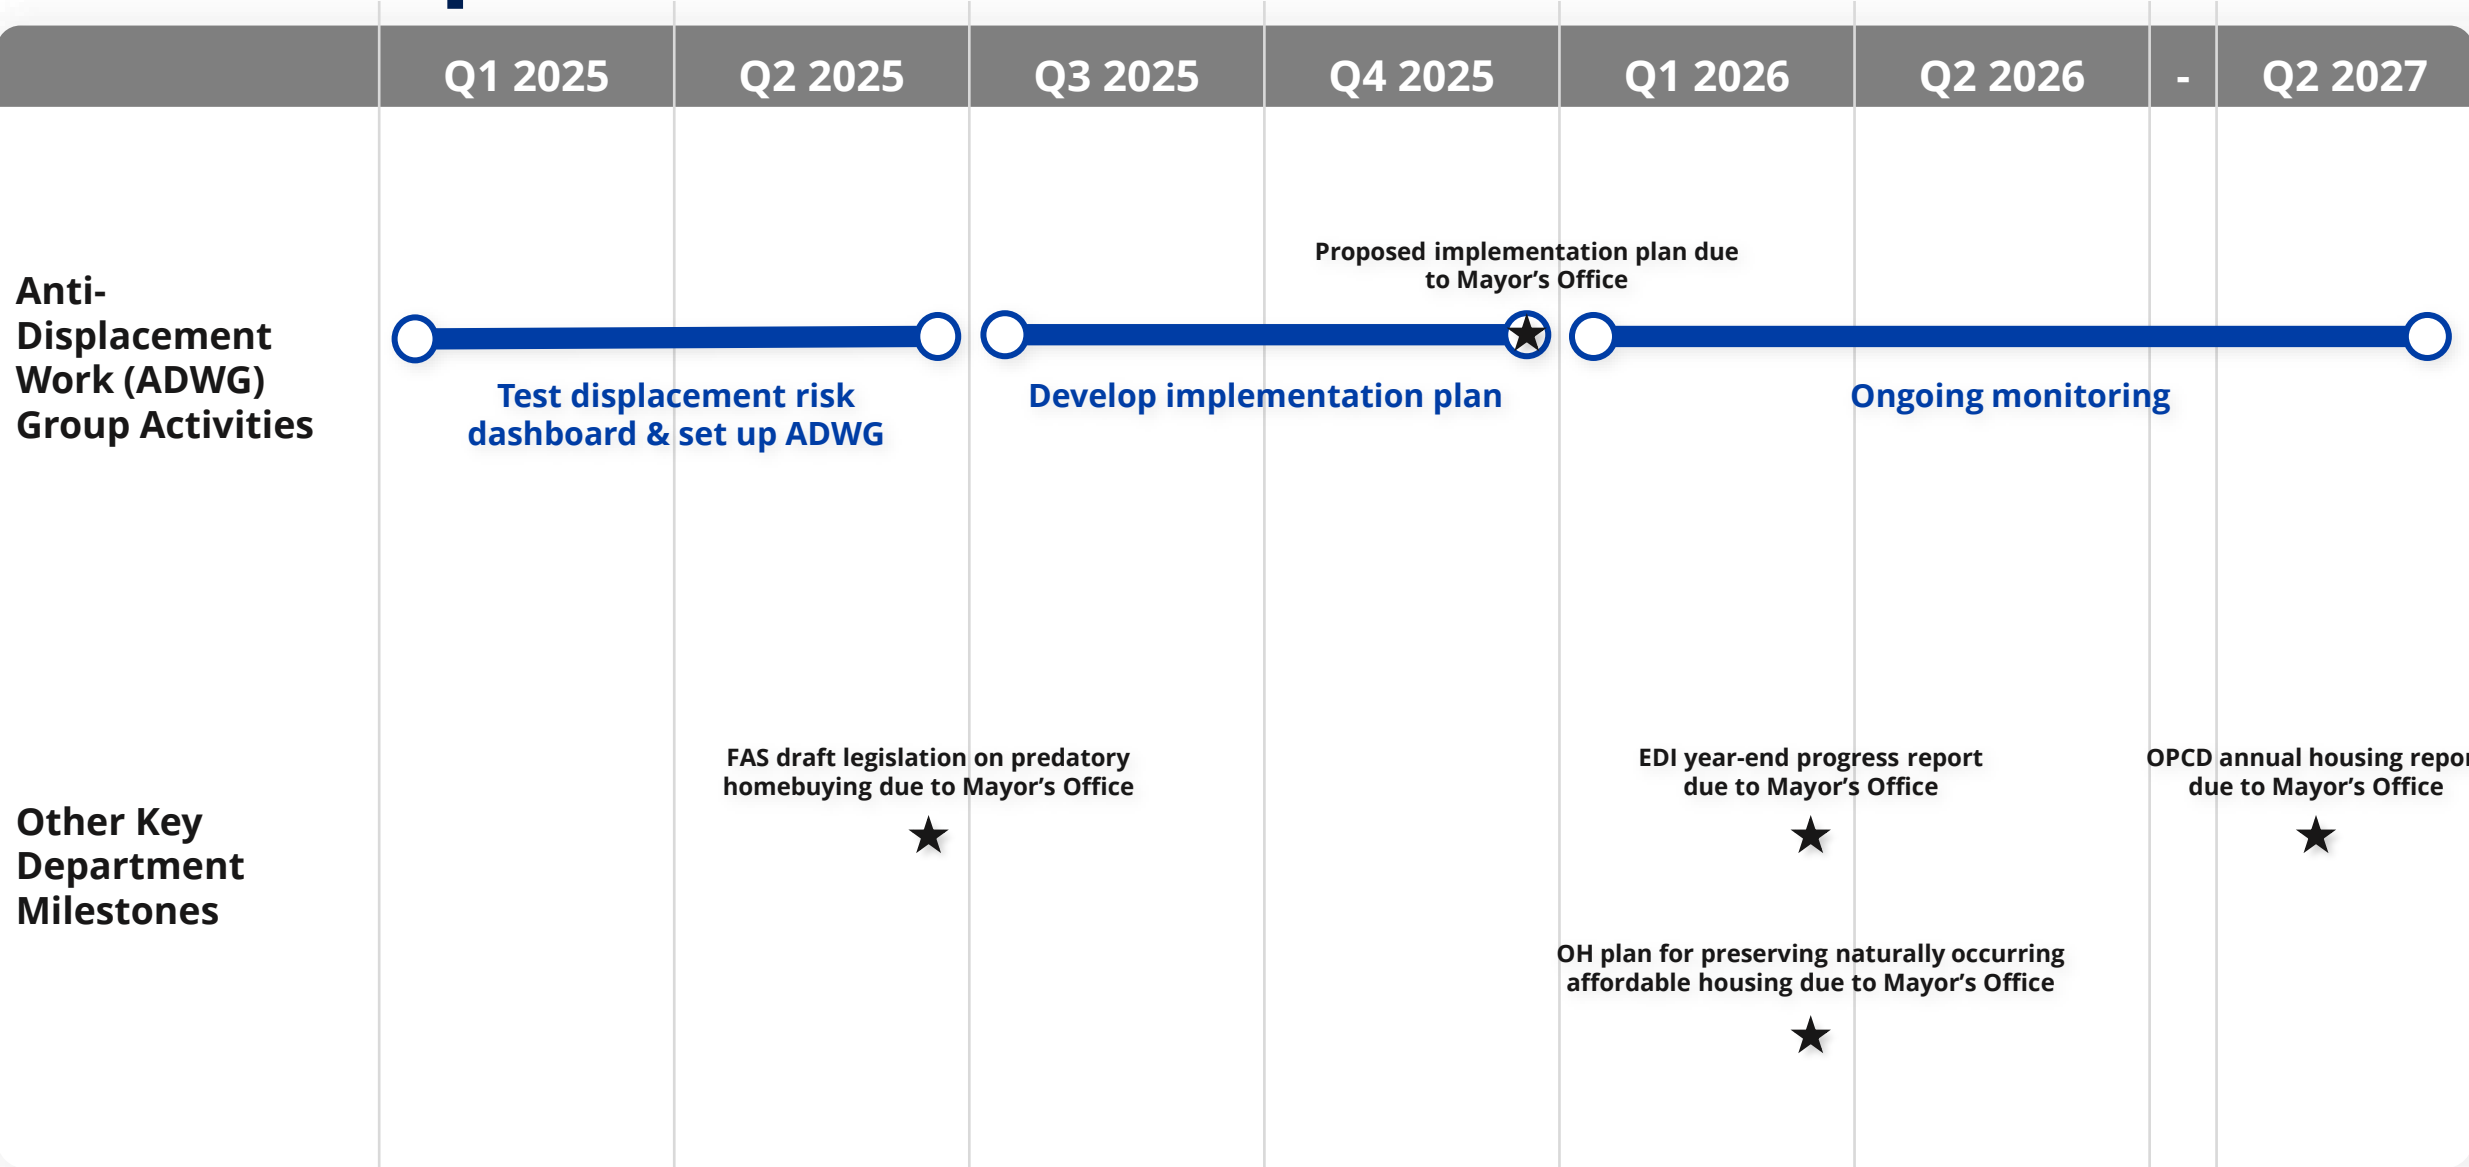 Q1 2025
Q2 2025
Q3 2025
Q4 2025
Q1 2026
Q2 2026
-
Q2 2027
Anti-
Displacement
Work (ADWG)
Group Activities
Proposed implementation plan due
to Mayor’s Office
Test displacement risk
dashboard & set up ADWG
Develop implementation plan
Ongoing monitoring
Other Key
Department
Milestones
FAS draft legislation on predatory
homebuying due to Mayor’s Office
EDI year-end progress report
due to Mayor’s Office
OPCD annual housing repor
due to Mayor’s Office
OH plan for preserving naturally occurring
affordable housing due to Mayor’s Office